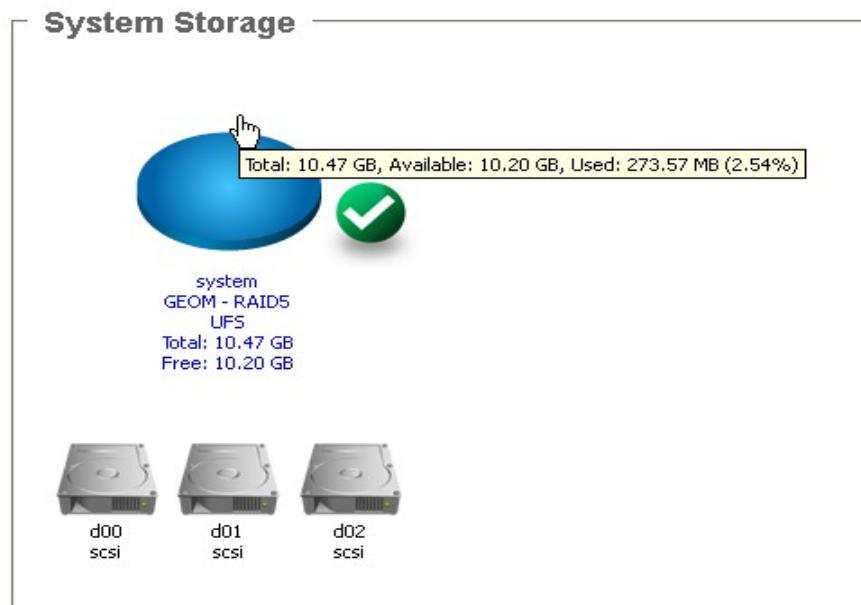 System Storage
Total: 10.47 GB, Available: 10.20 GB, Used: 273.57 MB (2.54%)
system
GEOM - RAID5
UFS
Total: 10.47 GB
Free: 10.20 GB
d00 d01 d02
scsi scsi scsi